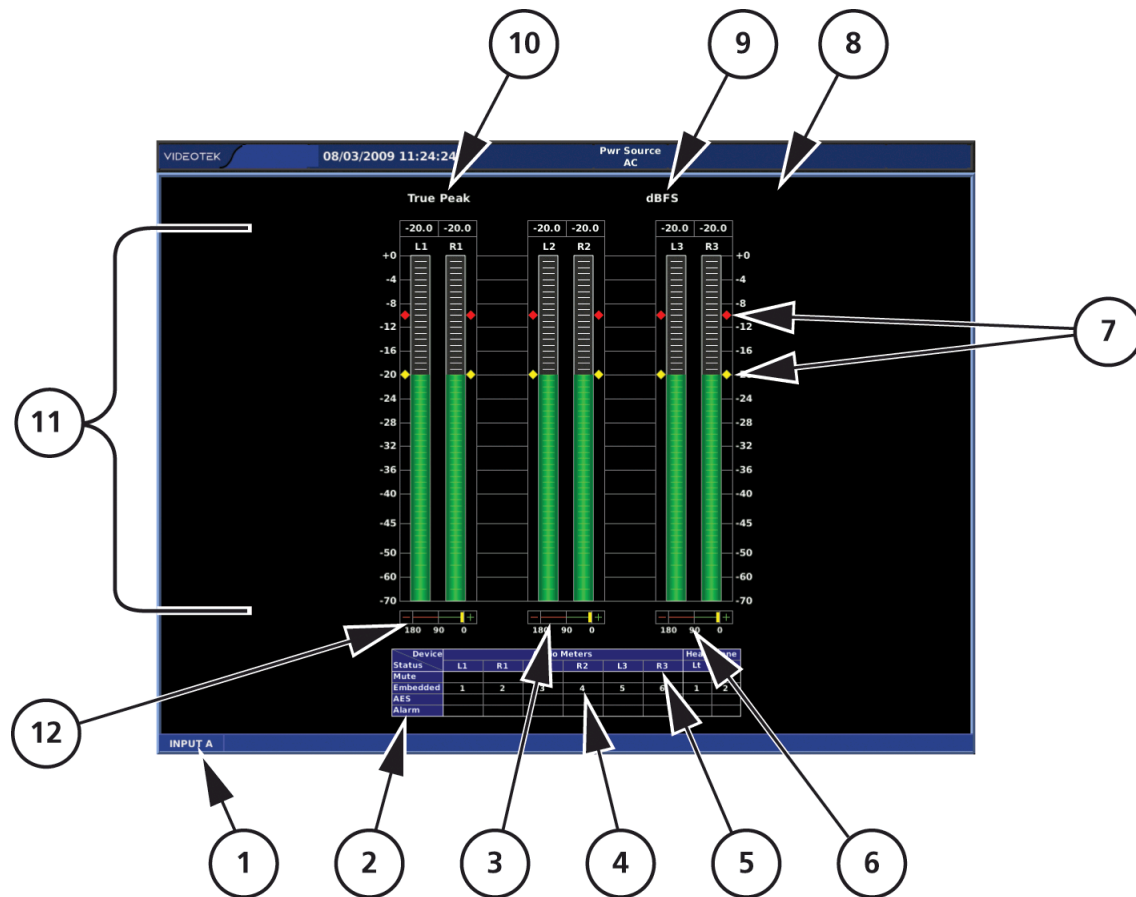 10 9 8
VIDEOTEK 08/03/2009 11:24:24 Pwr Source
AC
True Peak dBFS
-20.0 -20.0 -20.0 -20.0 -20.0 -20.0
L1 R1 L2 R2 L3 R3
+0 +0
-4 -4
-8 -8
7
-12 -12
-16 -16
-20 -20
-24 -24
11
-28 -28
-32 -32
-36 -36
-40 -40
-45 -45
-50 -50
-60 -60
-70 -70
- + - + - +
180 90 0 180 90 0 180 90 0
Device Meters
Status L1 R1 R2 L3 R3 Lt
Mute
Embedded 1 2 3 4 5 6 1 2
AES
Alarm
12
INPUT A
1 2 3 4 5 6